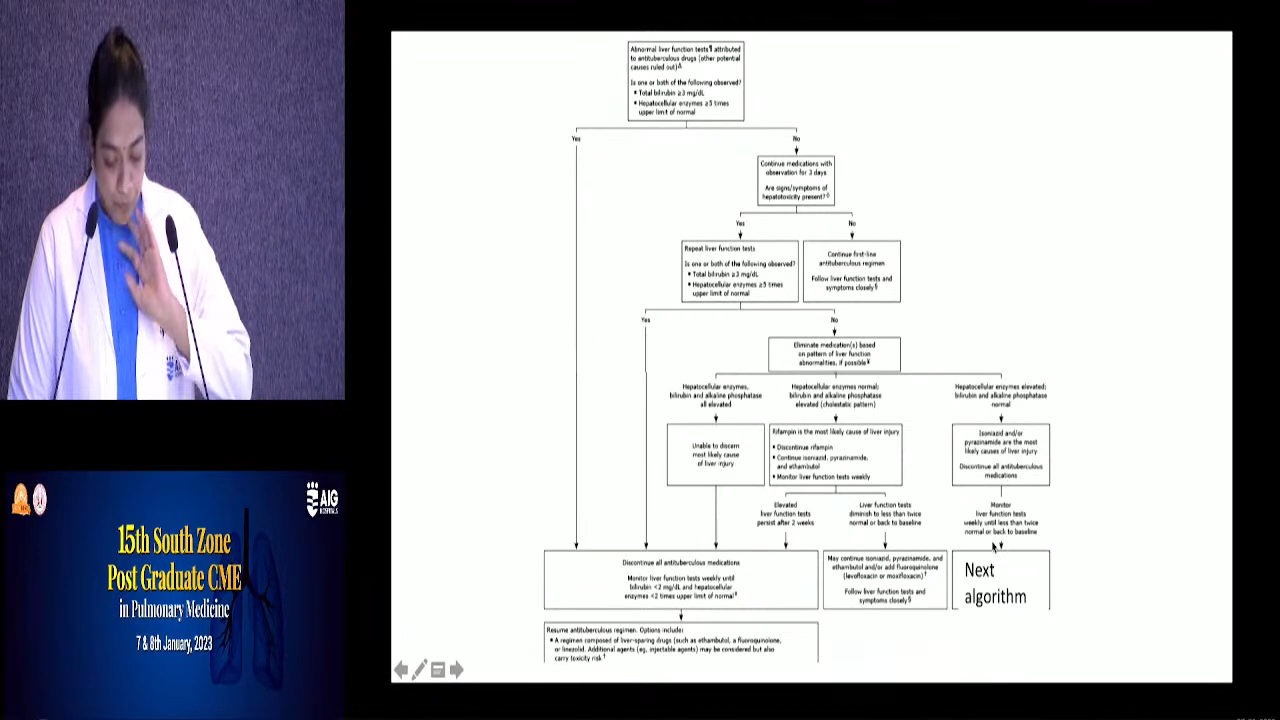 Abnormal liver function tests¶ attributed
to antituberculous drugs (other potential
causes ruled out)Δ
Is one or both of the following observed?
• Total bilirubin ≥3 mg/dL
• Hepatocellular enzymes ≥5 times
upper limit of normal
Yes
No
Continue medications with
observation for 3 days
Are signs/symptoms of
hepatotoxicity present?◊
Yes
No
Repeat liver function tests
Is one or both of the following observed?
• Total bilirubin ≥3 mg/dL
• Hepatocellular enzymes ≥5 times
upper limit of normal
Continue first-line
antituberculous regimen
Follow liver function tests and
symptoms closely§
Yes
No
Eliminate medication(s) based
on pattern of liver function
abnormalities, if possible¥
Hepatocellular enzymes,
bilirubin and alkaline phosphatase
all elevated
Hepatocellular enzymes normal;
bilirubin and alkaline phosphatase
elevated (cholestatic pattern)
Hepatocellular enzymes elevated;
bilirubin and alkaline phosphatase
normal
Unable to discern
most likely cause
of liver injury
Rifampin is the most likely cause of liver injury
• Discontinue rifampin
• Continue isoniazid, pyrazinamide,
and ethambutol
• Monitor liver function tests weekly
Isoniazid and/or
pyrazinamide are the most
likely causes of liver injury
Discontinue all antituberculous
medications
Elevated
liver function tests
persist after 2 weeks
Liver function tests
diminish to less than twice
normal or back to baseline
Monitor
liver function tests
weekly until less than twice
normal or back to baseline
Discontinue all antituberculous medications
Monitor liver function tests weekly until
bilirubin <2 mg/dL and hepatocellular
enzymes <2 times upper limit of normal‡
May continue isoniazid, pyrazinamide, and
ethambutol and/or add fluoroquinolone
(levofloxacin or moxifloxacin)†
Follow liver function tests and
symptoms closely§
Next
algorithm
Resume antituberculous regimen. Options include:
• A regimen composed of liver-sparing drugs (such as ethambutol, a fluoroquinolone,
or linezolid. Additional agents (eg, injectable agents) may be considered but also
carry toxicity risk†
AIG
HOSPITALS
15th South Zone
Post Graduate CME
in Pulmonary Medicine
7 & 8th January, 2023